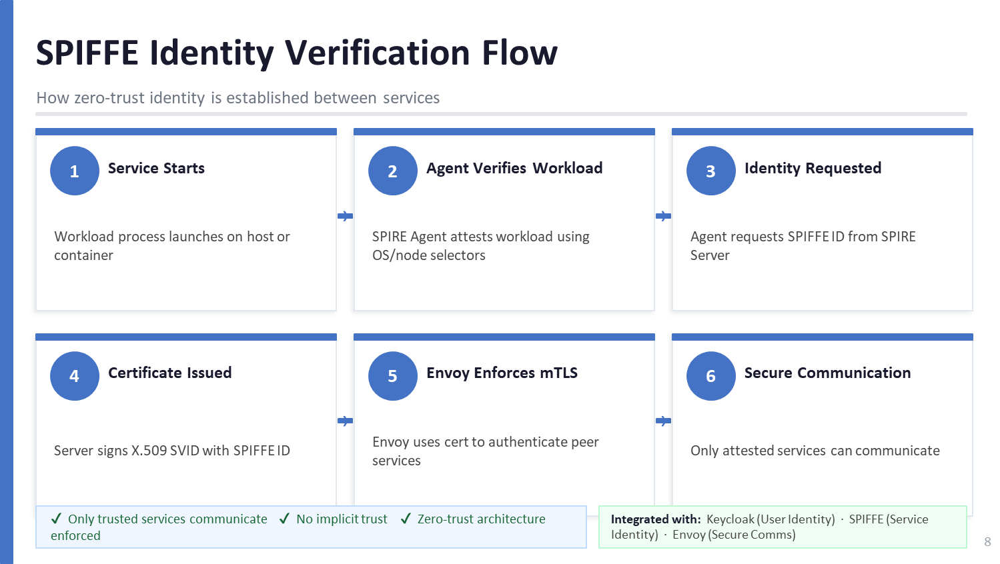 SPIFFE Identity Verification Flow
How zero-trust identity is established between services
1
Service Starts
Workload process launches on host or
container
2
Agent Verifies Workload
SPIRE Agent attests workload using
OS/node selectors
3
Identity Requested
Agent requests SPIFFE ID from SPIRE
Server
4
Certificate Issued
Server signs X.509 SVID with SPIFFE ID
5
Envoy Enforces mTLS
Envoy uses cert to authenticate peer
services
6
Secure Communication
Only attested services can communicate
✓ Only trusted services communicate ✓ No implicit trust ✓ Zero-trust architecture
enforced
Integrated with: Keycloak (User Identity) · SPIFFE (Service
Identity) · Envoy (Secure Comms)
8